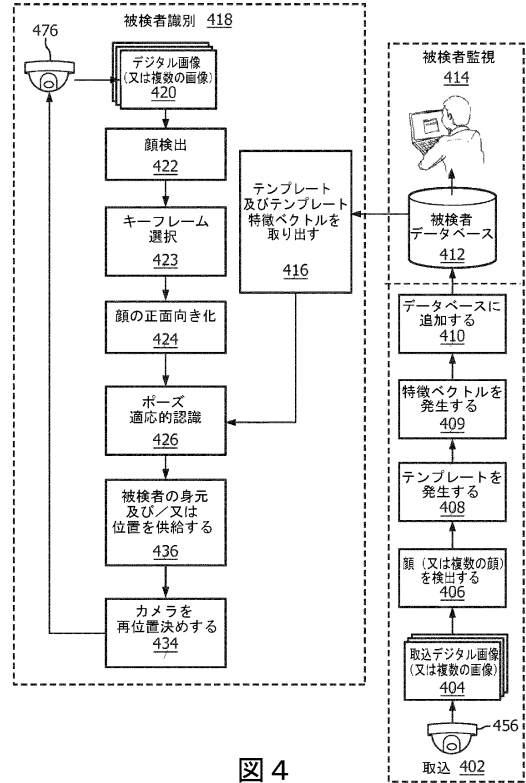 被検者識別 418
476
デジタル画像
(又は複数の画像)
420
顔検出
422
キーフレーム
選択
423
顔の正面向き化
424
ポーズ
適応的認識
426
被検者の身元
及び/又は
位置を供給する
436
カメラを
再位置決めする
434
テンプレート
及びテンプレート
特徴ベクトルを
取り出す
416
被検者監視
414
被検者
データベース
412
データベースに
追加する
410
特徴ベクトルを
発生する
409
テンプレートを
発生する
408
顔(又は複数の顔)
を検出する
406
取込デジタル画像
(又は複数の画像)
404
456
取込 402
図4